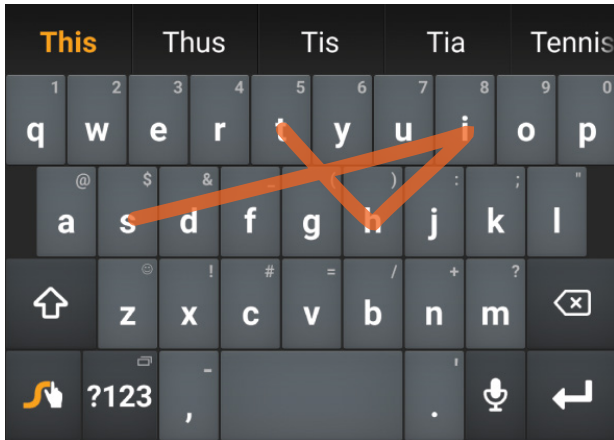 This Thus Tis Tia Tennis
1 2 3 4 5 6 7 8 9 0
q w e r t y u i o p
@ $ & _ ( ) : ; "
a s d f g h j k l
! # = / + ?
z x c v b n m
- '
?123 , .